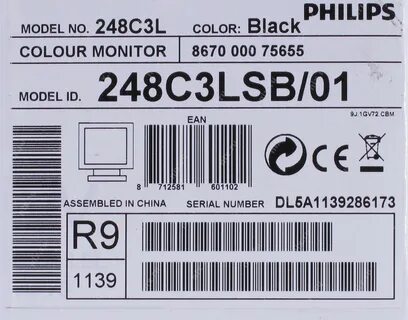 PHILIPS
MODEL NO. 248C3L COLOR: Black
COLOUR MONITOR 8670 000 75655
MODEL ID. 248C3LSB/01
9J.1GV72.CBM
EAN
8 712581 601102
CE
ASSEMBLED IN CHINA SERIAL NUMBER DL5A1139286173
R9
1139